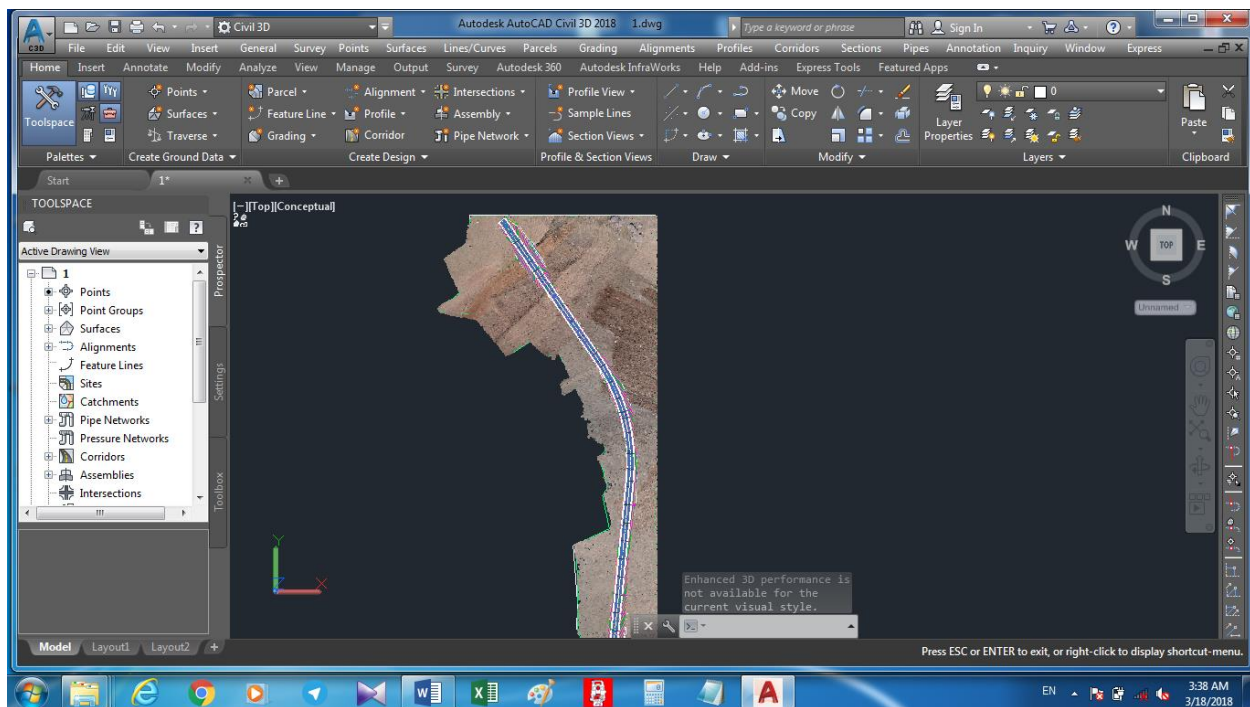 Civil 3D
Autodesk AutoCAD Civil 3D 2018 1.dwg
Type a keyword or phrase
Sign In
C3D
File Edit View Insert General Survey Points Surfaces Lines/Curves Parcels Grading Alignments Profiles Corridors Sections Pipes Annotation Inquiry Window Express
Home Insert Annotate Modify Analyze View Manage Output Survey Autodesk 360 Autodesk InfraWorks Help Add-ins Express Tools Featured Apps
Toolspace
Points
Parcel
Alignment
Intersections
Profile View
Move
0
Surfaces
Feature Line
Profile
Assembly
Sample Lines
Copy
Layer
Properties
Paste
Traverse
Grading
Corridor
Pipe Network
Section Views
Palettes
Create Ground Data
Create Design
Profile & Section Views
Draw
Modify
Layers
Clipboard
Start
1*
TOOLSPACE
[–][Top][Conceptual]
Active Drawing View
1
Points
Point Groups
Surfaces
Alignments
Feature Lines
Sites
Catchments
Pipe Networks
Pressure Networks
Corridors
Assemblies
Intersections
Prospector
Settings
Toolbox
N
W
TOP
E
S
Unnamed
Y
X
Z
Enhanced 3D performance is
not available for the
current visual style.
Model Layout1 Layout2
Press ESC or ENTER to exit, or right-click to display shortcut-menu.
EN
3:38 AM
3/18/2018